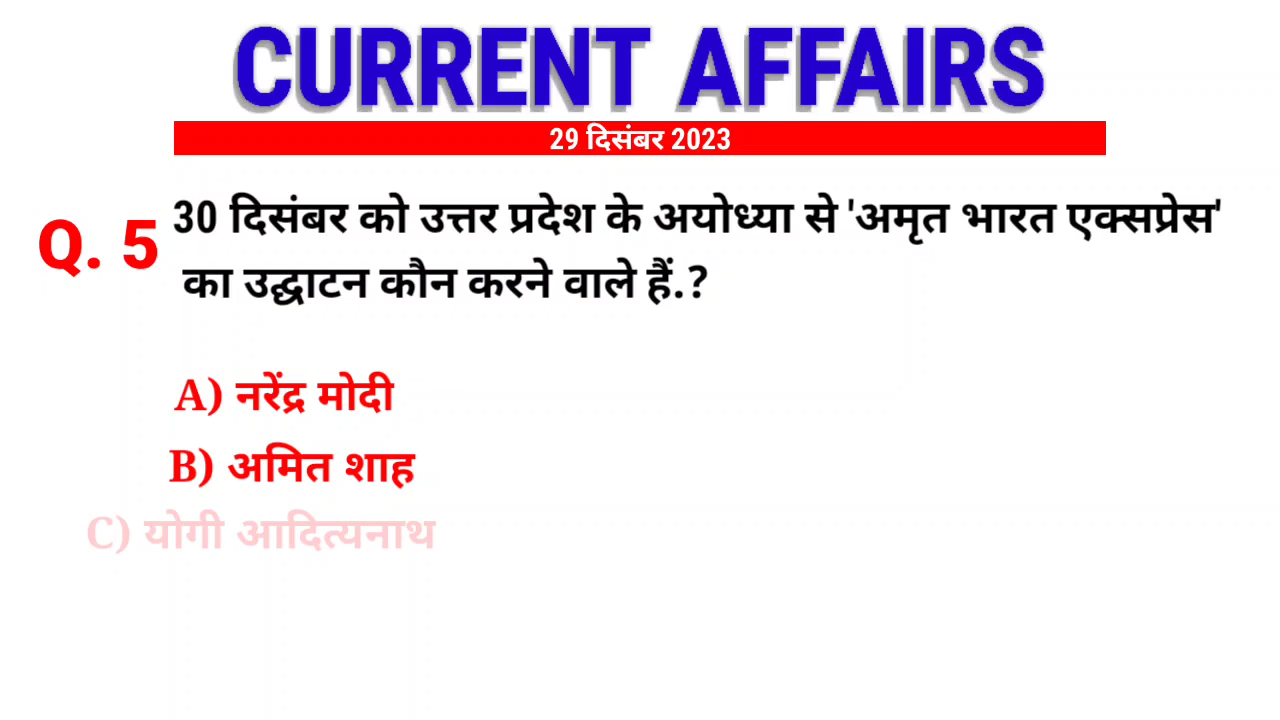 CURRENT AFFAIRS
29 दिसंबर 2023
Q. 5
30 दिसंबर को उत्तर प्रदेश के अयोध्या से 'अमृत भारत एक्सप्रेस'
का उद्घाटन कौन करने वाले हैं.?
A) नरेंद्र मोदी
B) अमित शाह
C) योगी आदित्यनाथ